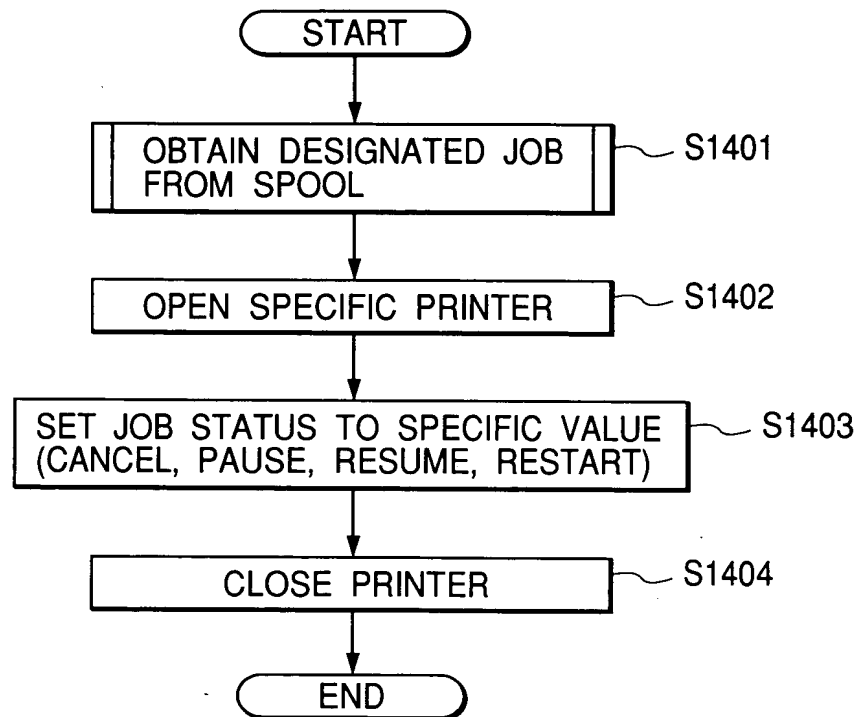 START
OBTAIN DESIGNATED JOB
FROM SPOOL
S1401
OPEN SPECIFIC PRINTER
S1402
SET JOB STATUS TO SPECIFIC VALUE
(CANCEL, PAUSE, RESUME, RESTART)
S1403
CLOSE PRINTER
S1404
END